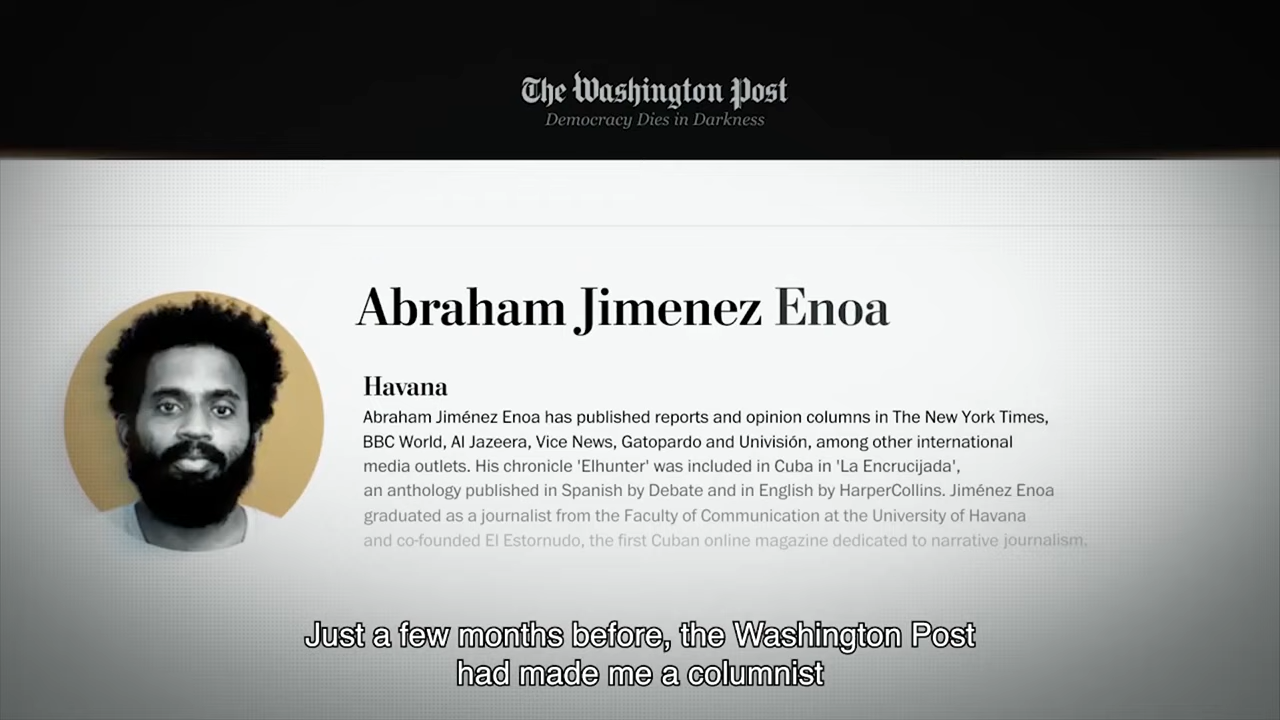 The Washington Post
Democracy Dies in Darkness
Abraham Jimenez Enoa
Havana
Abraham Jiménez Enoa has published reports and opinion columns in The New York Times,
BBC World, Al Jazeera, Vice News, Gatopardo and Univisión, among other international
media outlets. His chronicle 'Elhunter' was included in Cuba in 'La Encrucijada',
an anthology published in Spanish by Debate and in English by HarperCollins. Jiménez Enoa
graduated as a journalist from the Faculty of Communication at the University of Havana
and co-founded El Estornudo, the first Cuban online magazine dedicated to narrative journalism.
Just a few months before, the Washington Post
had made me a columnist